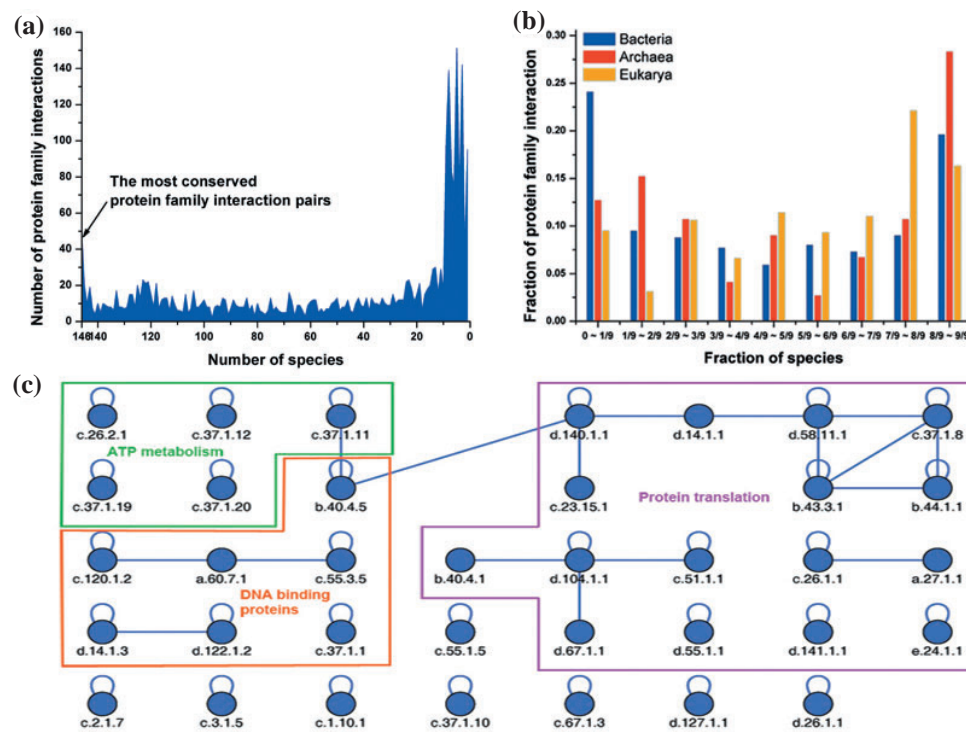 (a)
160
140
120
100
80
60
40
20
0
Number of protein family interactions
The most conserved
protein family interaction pairs
146 140 120 100 80 60 40 20 0
Number of species
(b)
Bacteria
Archaea
Eukarya
0.30
0.25
0.20
0.15
0.10
0.05
0.00
Fraction of protein family interaction
0 ~ 1/9 1/9 ~ 2/9 2/9 ~ 3/9 3/9 ~ 4/9 4/9 ~ 5/9 5/9 ~ 6/9 6/9 ~ 7/9 7/9 ~ 8/9 8/9 ~ 9/9
Fraction of species
(c)
c.26.2.1 c.37.1.12 c.37.1.11 d.140.1.1 d.14.1.1 d.58.11.1 c.37.1.8
ATP metabolism
Protein translation
c.37.1.19 c.37.1.20 b.40.4.5 c.23.15.1 b.43.3.1 b.44.1.1
c.120.1.2 a.60.7.1 c.55.3.5 b.40.4.1 d.104.1.1 c.51.1.1 c.26.1.1 a.27.1.1
DNA binding
proteins
d.14.1.3 d.122.1.2 c.37.1.1 c.55.1.5 d.67.1.1 d.55.1.1 d.141.1.1 e.24.1.1
c.2.1.7 c.3.1.5 c.1.10.1 c.37.1.10 c.67.1.3 d.127.1.1 d.26.1.1